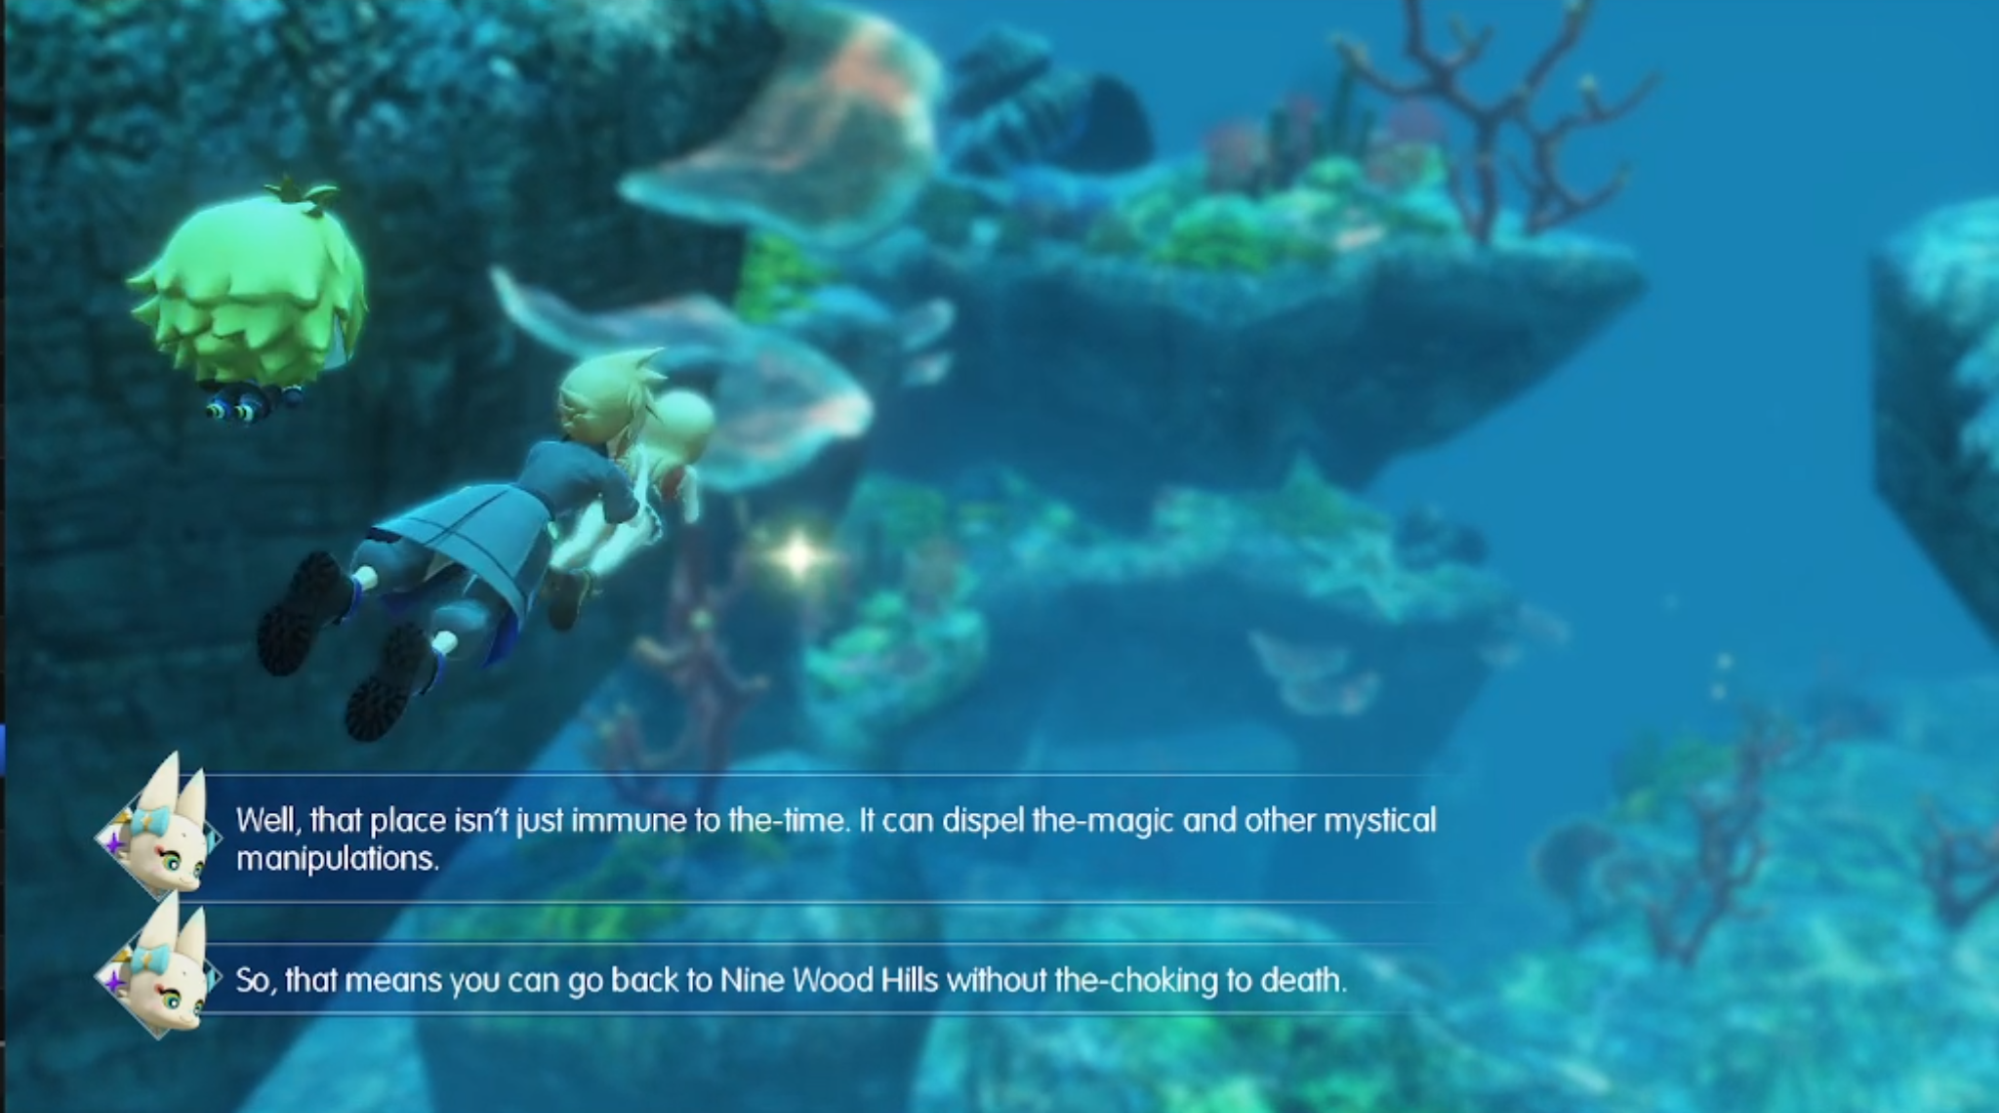 Well, that place isn't just immune to the-time. It can dispel the-magic and other mystical
manipulations.
So, that means you can go back to Nine Wood Hills without the-choking to death.